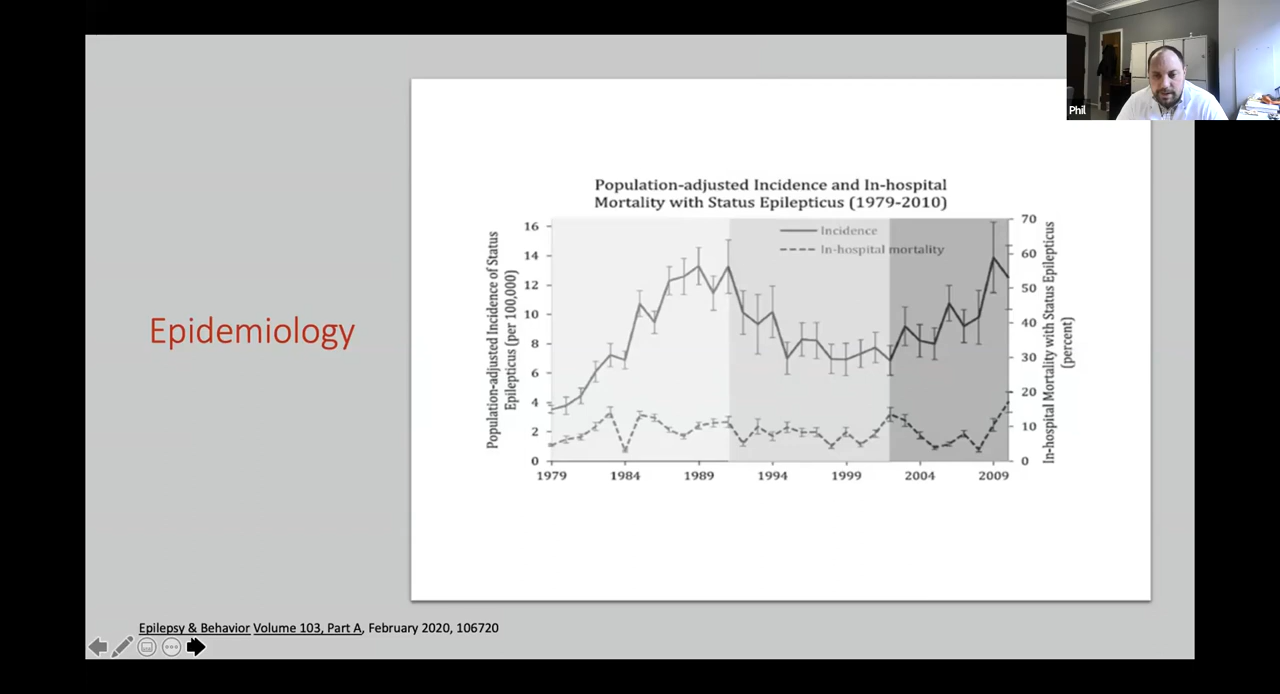 Phil
Population-adjusted Incidence and In-hospital
Mortality with Status Epilepticus (1979-2010)
Population-adjusted Incidence of Status
Epilepticus (per 100,000)
16
14
12
10
8
6
4
2
0
Incidence
In-hospital mortality
70
60
50
40
30
20
10
0
In-hospital Mortality with Status Epilepticus
(percent)
1979 1984 1989 1994 1999 2004 2009
Epidemiology
Epilepsy & Behavior Volume 103, Part A, February 2020, 106720